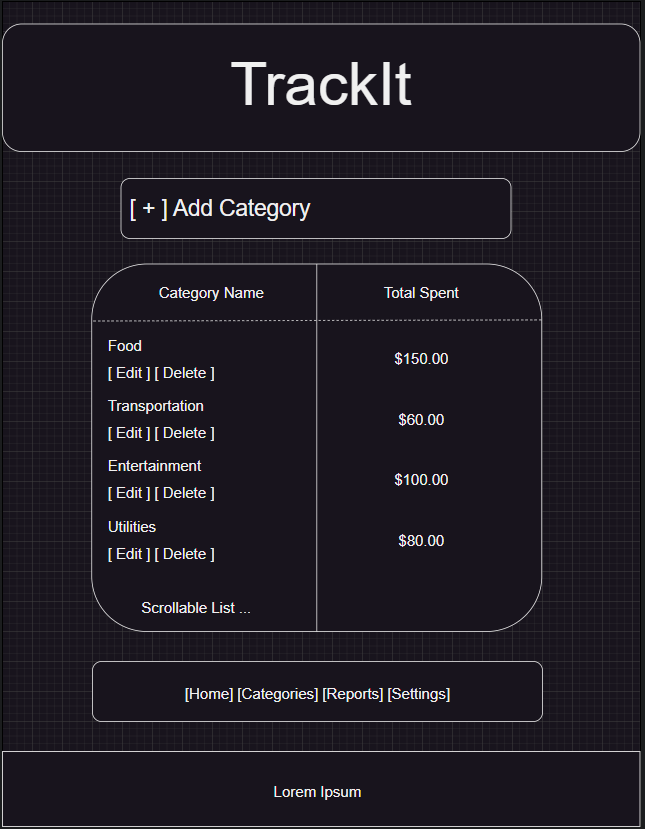 TrackIt
[ + ] Add Category
Category Name Total Spent
Food
$150.00
[ Edit ] [ Delete ]
Transportation
$60.00
[ Edit ] [ Delete ]
Entertainment
$100.00
[ Edit ] [ Delete ]
Utilities
$80.00
[ Edit ] [ Delete ]
Scrollable List ...
[Home] [Categories] [Reports] [Settings]
Lorem Ipsum